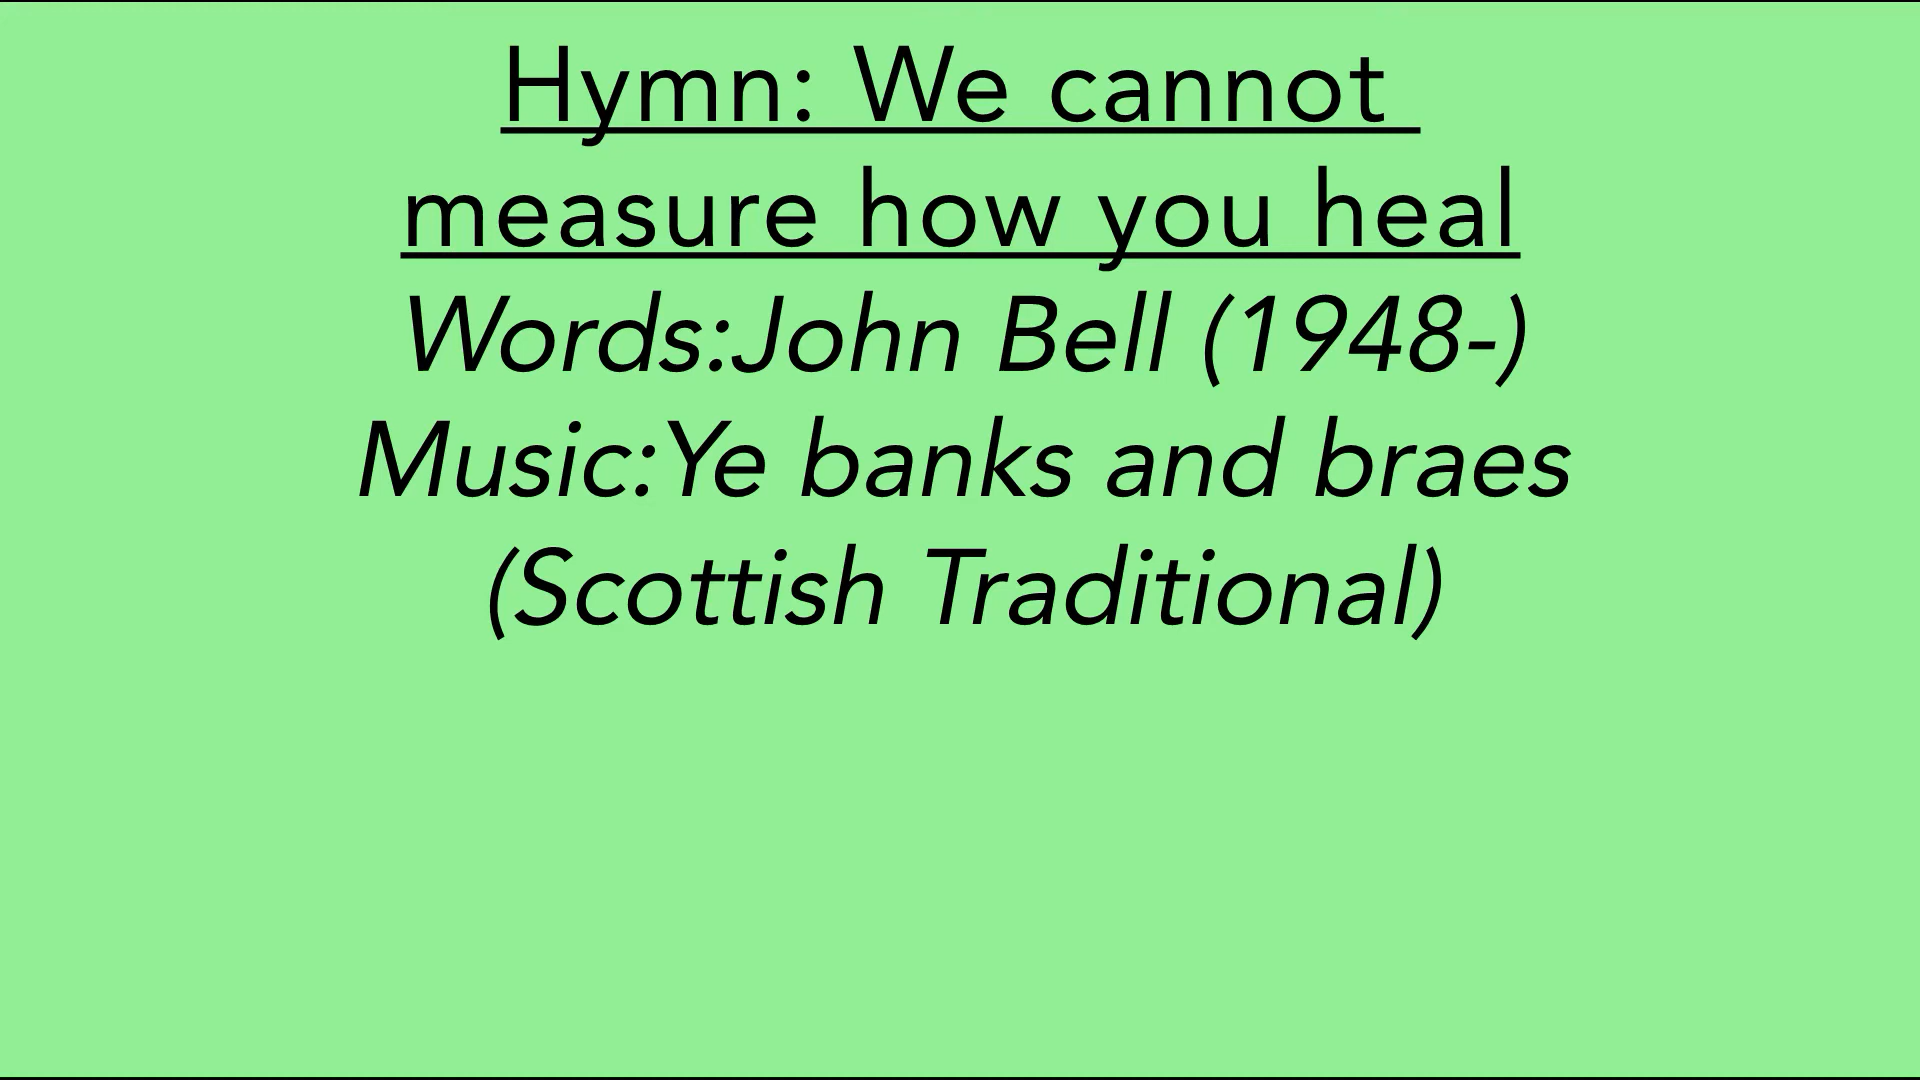 Hymn: We cannot
measure how you heal
Words:John Bell (1948-)
Music:Ye banks and braes
(Scottish Traditional)